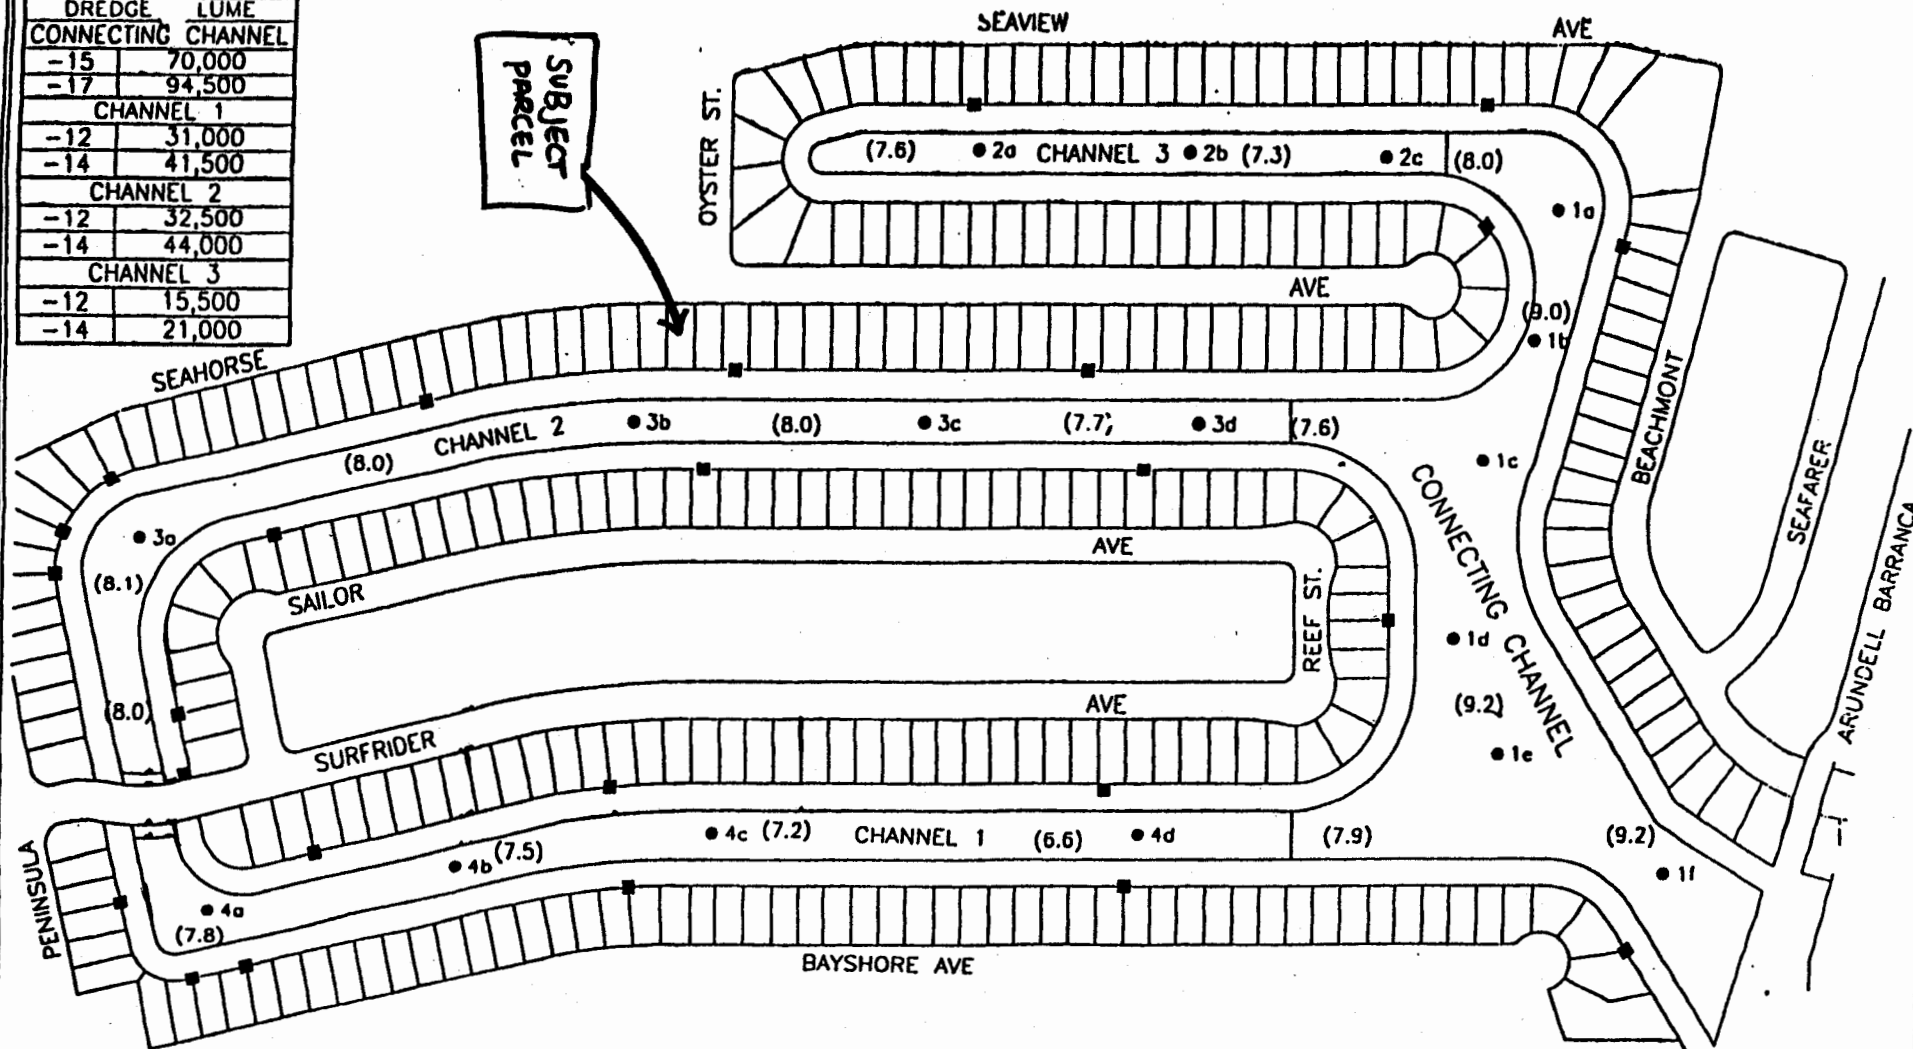 DREDGE LUME
CONNECTING CHANNEL
-15 70,000
-17 94,500
CHANNEL 1
-12 31,000
-14 41,500
CHANNEL 2
-12 32,500
-14 44,000
CHANNEL 3
-12 15,500
-14 21,000
SUBJECT
PARCEL
SEAVIEW AVE
OYSTER ST.
(7.6) 2a CHANNEL 3 2b (7.3) 2c (8.0)
1a
AVE
(9.0)
1b
SEAHORSE
CHANNEL 2 3b (8.0) 3c (7.7) 3d (7.6)
(8.0)
1c
BEACHMONT
SEAFARER
ARUNDELL BARRANCA
3a
(8.1)
AVE
SAILOR
REEF ST.
CONNECTING CHANNEL
1d
(8.0)
AVE
(9.2)
SURFRIDER
1e
4c (7.2) CHANNEL 1 (6.6) 4d (7.9) (9.2)
4b (7.5)
1f
PENINSULA
4a
(7.8)
BAYSHORE AVE